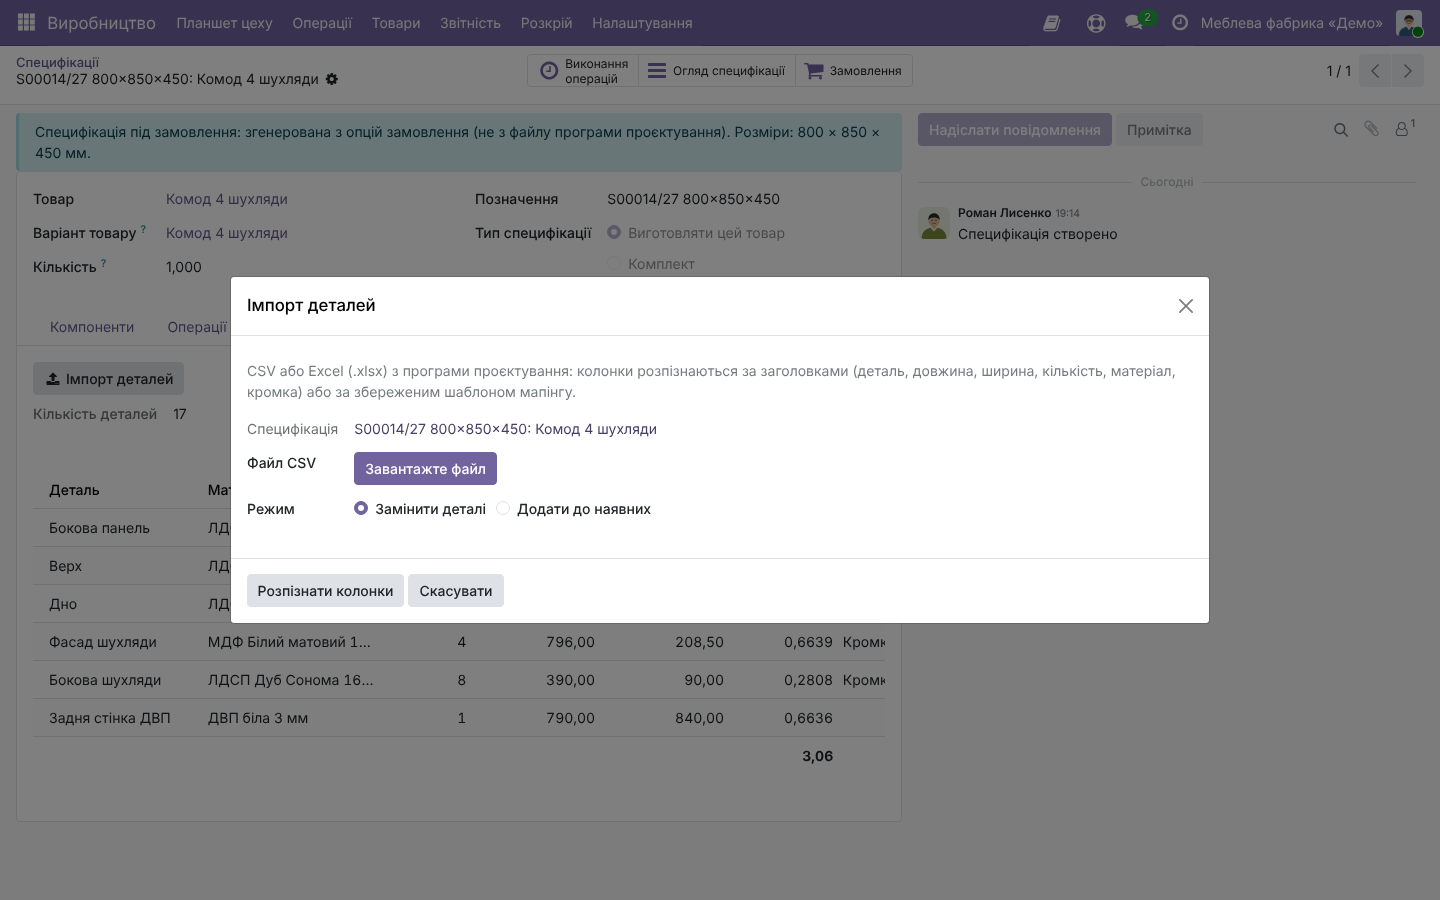 Виробництво Планшет цеху Операції Товари Звітність Розкрій Налаштування 2 Меблева фабрика «Демо»
Специфікації
S00014/27 800×850×450: Комод 4 шухляди
Виконання операцій
Огляд специфікації
Замовлення
1 / 1
Специфікація під замовлення: згенерована з опцій замовлення (не з файлу програми проєктування). Розміри: 800 × 850 ×
450 мм.
Надіслати повідомлення Примітка 1
Сьогодні
Роман Лисенко 19:14
Специфікація створено
Товар Комод 4 шухляди Позначення S00014/27 800×850×450
Варіант товару ? Комод 4 шухляди Тип специфікації Виготовляти цей товар
Кількість ? 1,000 Комплект
Компоненти Операції
Імпорт деталей
Кількість деталей 17
Імпорт деталей
CSV або Excel (.xlsx) з програми проєктування: колонки розпізнаються за заголовками (деталь, довжина, ширина, кількість, матеріал,
кромка) або за збереженим шаблоном мапінгу.
Специфікація S00014/27 800×850×450: Комод 4 шухляди
Файл CSV Завантажте файл
Режим Замінити деталі Додати до наявних
Розпізнати колонки Скасувати
Деталь
Бокова панель
Верх
Дно
Фасад шухляди МДФ Білий матовий 1... 4 796,00 208,50 0,6639
Бокова шухляди ЛДСП Дуб Сонома 16... 8 390,00 90,00 0,2808
Задня стінка ДВП ДВП біла 3 мм 1 790,00 840,00 0,6636
3,06